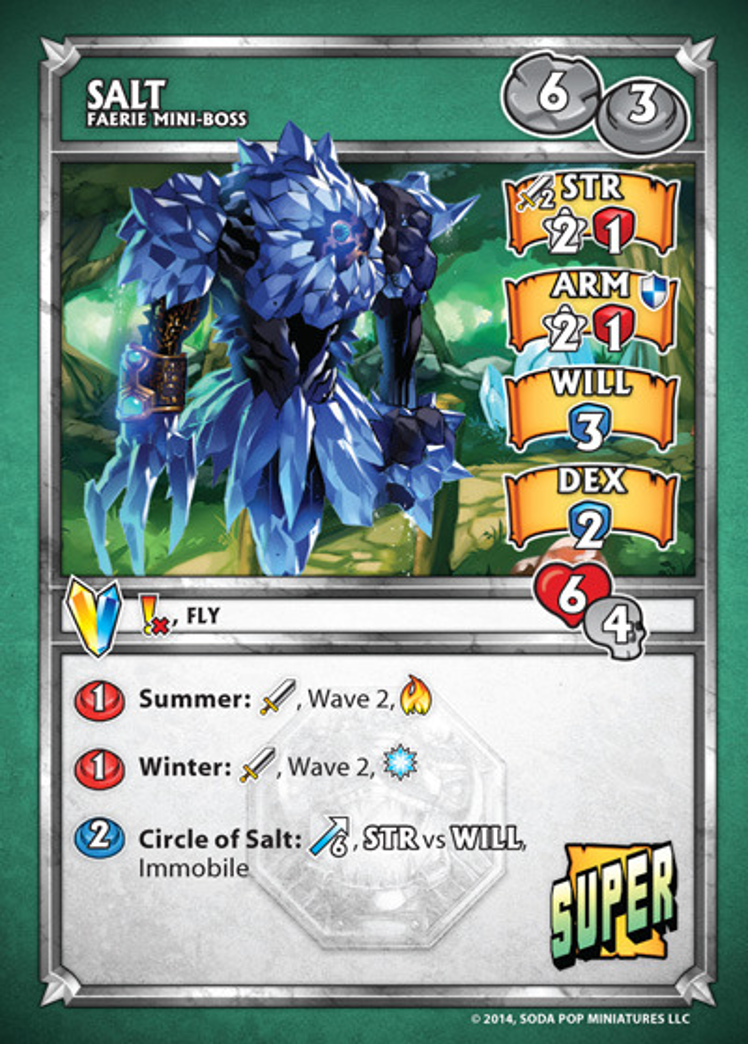 SALT
FAERIE MINI-BOSS
6 3
2 STR
2 1
ARM
2 1
WILL
3
DEX
2
6
4
!, FLY
1 Summer: , Wave 2,
1 Winter: , Wave 2,
2 Circle of Salt: 6, STR vs WILL,
Immobile
SUPER
© 2014, SODA POP MINIATURES LLC